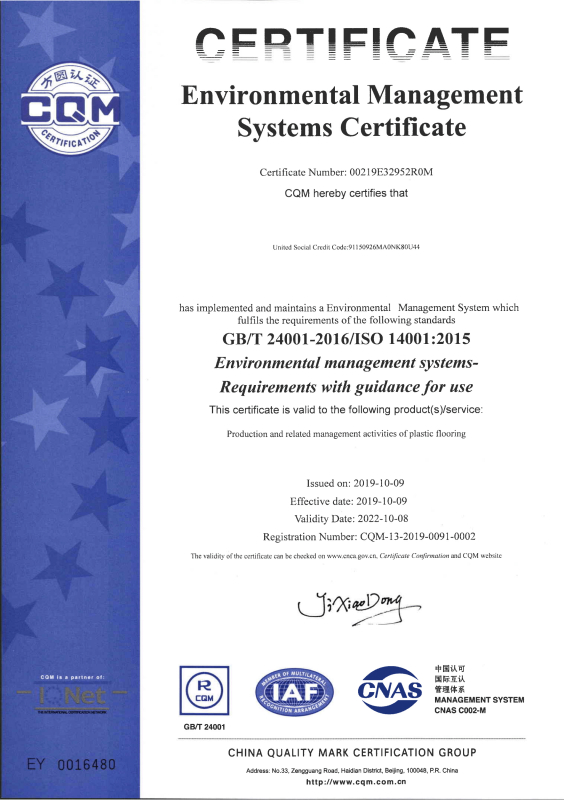 CERTIFICATE
方圆认证
CQM
CERTIFICATION
Environmental Management
Systems Certificate
Certificate Number: 00219E32952R0M
CQM hereby certifies that
United Social Credit Code:91150926MA0NK80U44
has implemented and maintains a Environmental Management System which
fulfils the requirements of the following standards
GB/T 24001-2016/ISO 14001:2015
Environmental management systems-
Requirements with guidance for use
This certificate is valid to the following product(s)/service:
Production and related management activities of plastic flooring
Issued on: 2019-10-09
Effective date: 2019-10-09
Validity Date: 2022-10-08
Registration Number: CQM-13-2019-0091-0002
The validity of the certificate can be checked on www.cnca.gov.cn, Certificate Confirmation and CQM website
JiXiaoDong
CQM is a partner of:
IQNet
THE INTERNATIONAL CERTIFICATION NETWORK
EY 0016480
R
CQM
GB/T 24001
MEMBER OF MULTILATERAL
IAF
RECOGNITION ARRANGEMENT
CNAS
中国认可
国际互认
管理体系
MANAGEMENT SYSTEM
CNAS C002-M
CHINA QUALITY MARK CERTIFICATION GROUP
Address: No.33, Zengguang Road, Haidian District, Beijing, 100048, P.R. China
http://www.cqm.com.cn